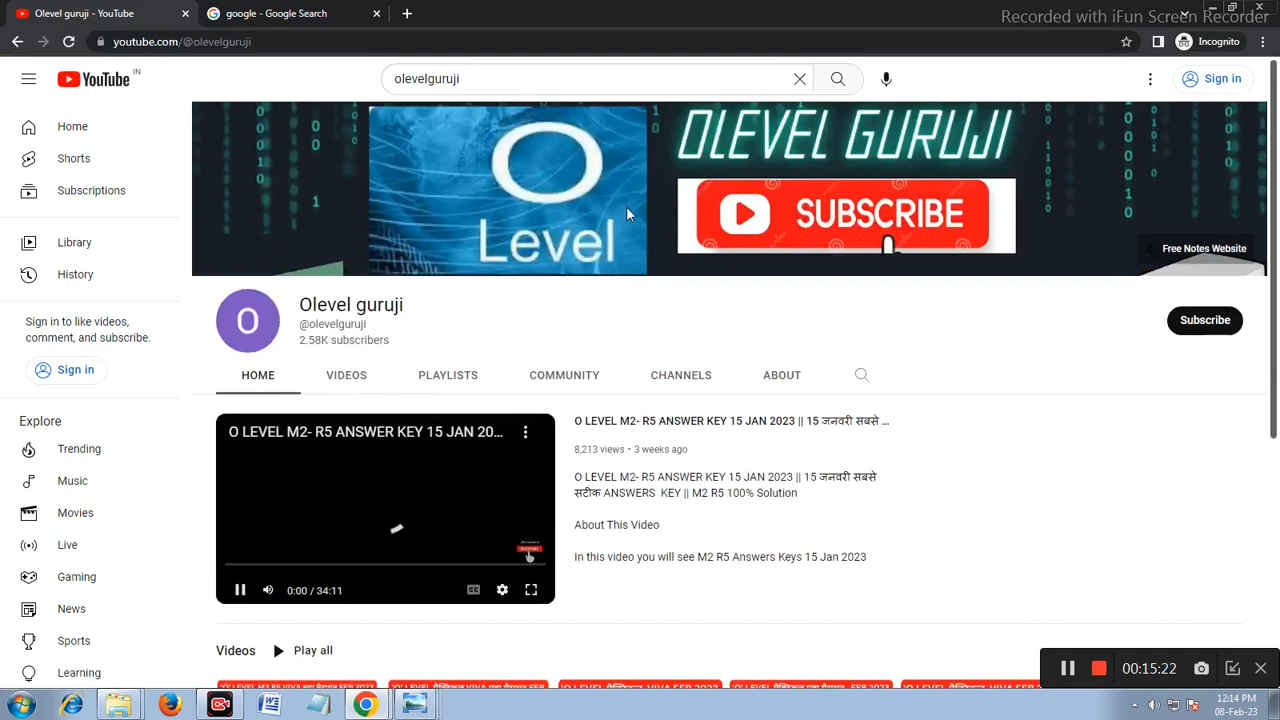 Olevel guruji - YouTube
google - Google Search
Recorded with iFun Screen Recorder
youtube.com/@olevelguruji
Incognito
YouTube IN
olevelguruji
Sign in
Home
Shorts
Subscriptions
Library
History
Sign in to like videos,
comment, and subscribe.
Sign in
Explore
Trending
Music
Movies
Live
Gaming
News
Sports
Learning
O
Level
OLEVEL GURUJI
SUBSCRIBE
Free Notes Website
O
Olevel guruji
@olevelguruji
2.58K subscribers
Subscribe
HOME
VIDEOS
PLAYLISTS
COMMUNITY
CHANNELS
ABOUT
O LEVEL M2- R5 ANSWER KEY 15 JAN 20...
0:00 / 34:11
O LEVEL M2- R5 ANSWER KEY 15 JAN 2023 || 15 जनवरी सबसे ...
8,213 views • 3 weeks ago
O LEVEL M2- R5 ANSWER KEY 15 JAN 2023 || 15 जनवरी सबसे
सटीक ANSWERS KEY || M2 R5 100% Solution
About This Video
In this video you will see M2 R5 Answers Keys 15 Jan 2023
Videos
Play all
00:15:22
12:14 PM
08-Feb-23